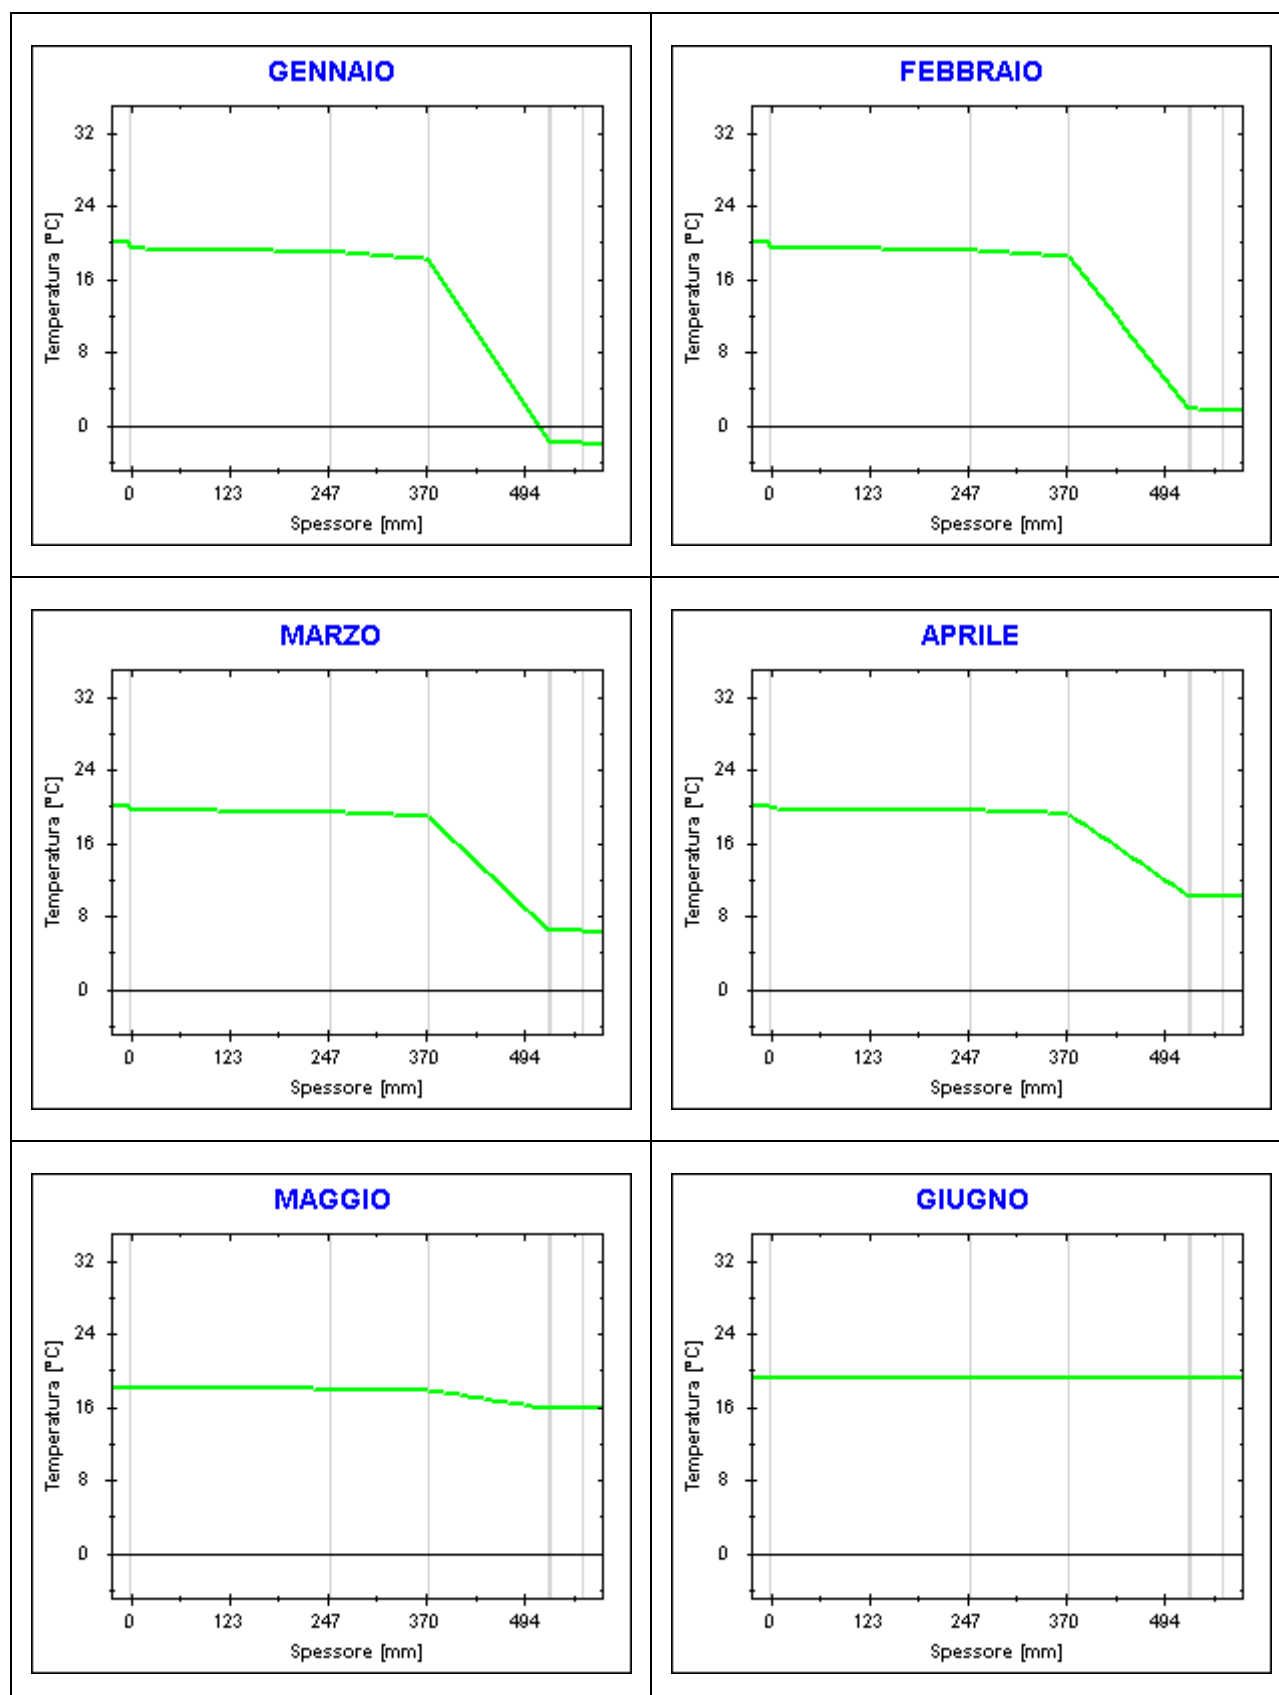 GENNAIO
32
24
16
8
0
Temperatura [°C]
0 123 247 370 494
Spessore [mm]
FEBBRAIO
32
24
16
8
0
Temperatura [°C]
0 123 247 370 494
Spessore [mm]
MARZO
32
24
16
8
0
Temperatura [°C]
0 123 247 370 494
Spessore [mm]
APRILE
32
24
16
8
0
Temperatura [°C]
0 123 247 370 494
Spessore [mm]
MAGGIO
32
24
16
8
0
Temperatura [°C]
0 123 247 370 494
Spessore [mm]
GIUGNO
32
24
16
8
0
Temperatura [°C]
0 123 247 370 494
Spessore [mm]